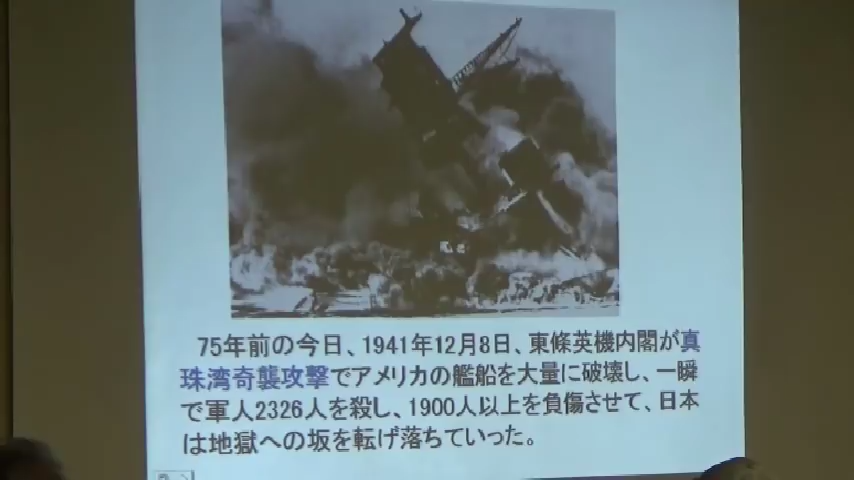 75年前の今日、1941年12月8日、東條英機内閣が真
珠湾奇襲攻撃でアメリカの艦船を大量に破壊し、一瞬
で軍人2326人を殺し、1900人以上を負傷させて、日本
は地獄への坂を転げ落ちていった。